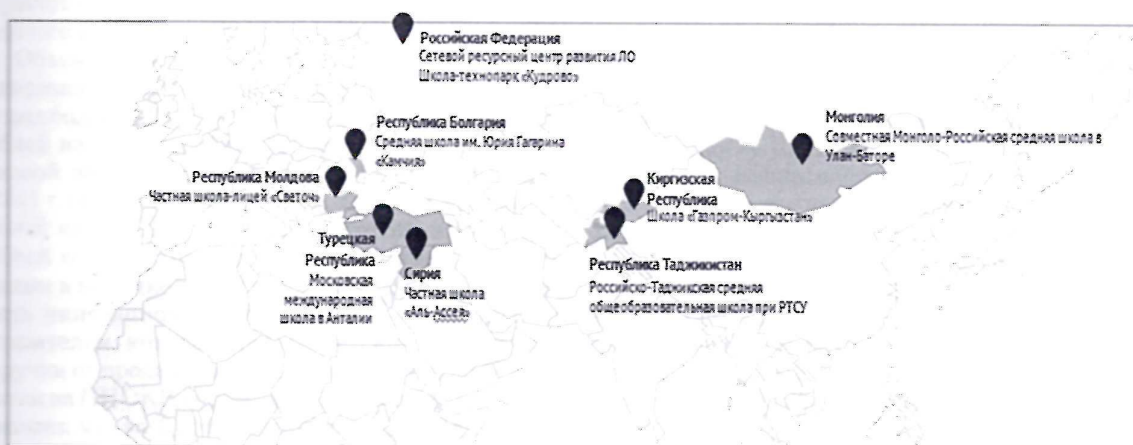 Российская Федерация
Сетевой ресурсный центр развития ЛО
Школа-технопарк «Кудрово»
Республика Болгария
Средняя школа им. Юрия Гагарина
«Камчия»
Республика Молдова
Частная школа-лицей «Светоч»
Турецкая
Республика
Московская
международная
школа в Анталии
Сирия
Частная школа
«Аль-Ассея»
Киргизская
Республика
Школа «Газпром-Кыргызстан»
Республика Таджикистан
Российско-Таджикская средняя
общеобразовательная школа при РТСУ
Монголия
Совместная Монголо-Российская средняя школа в
Улан-Баторе